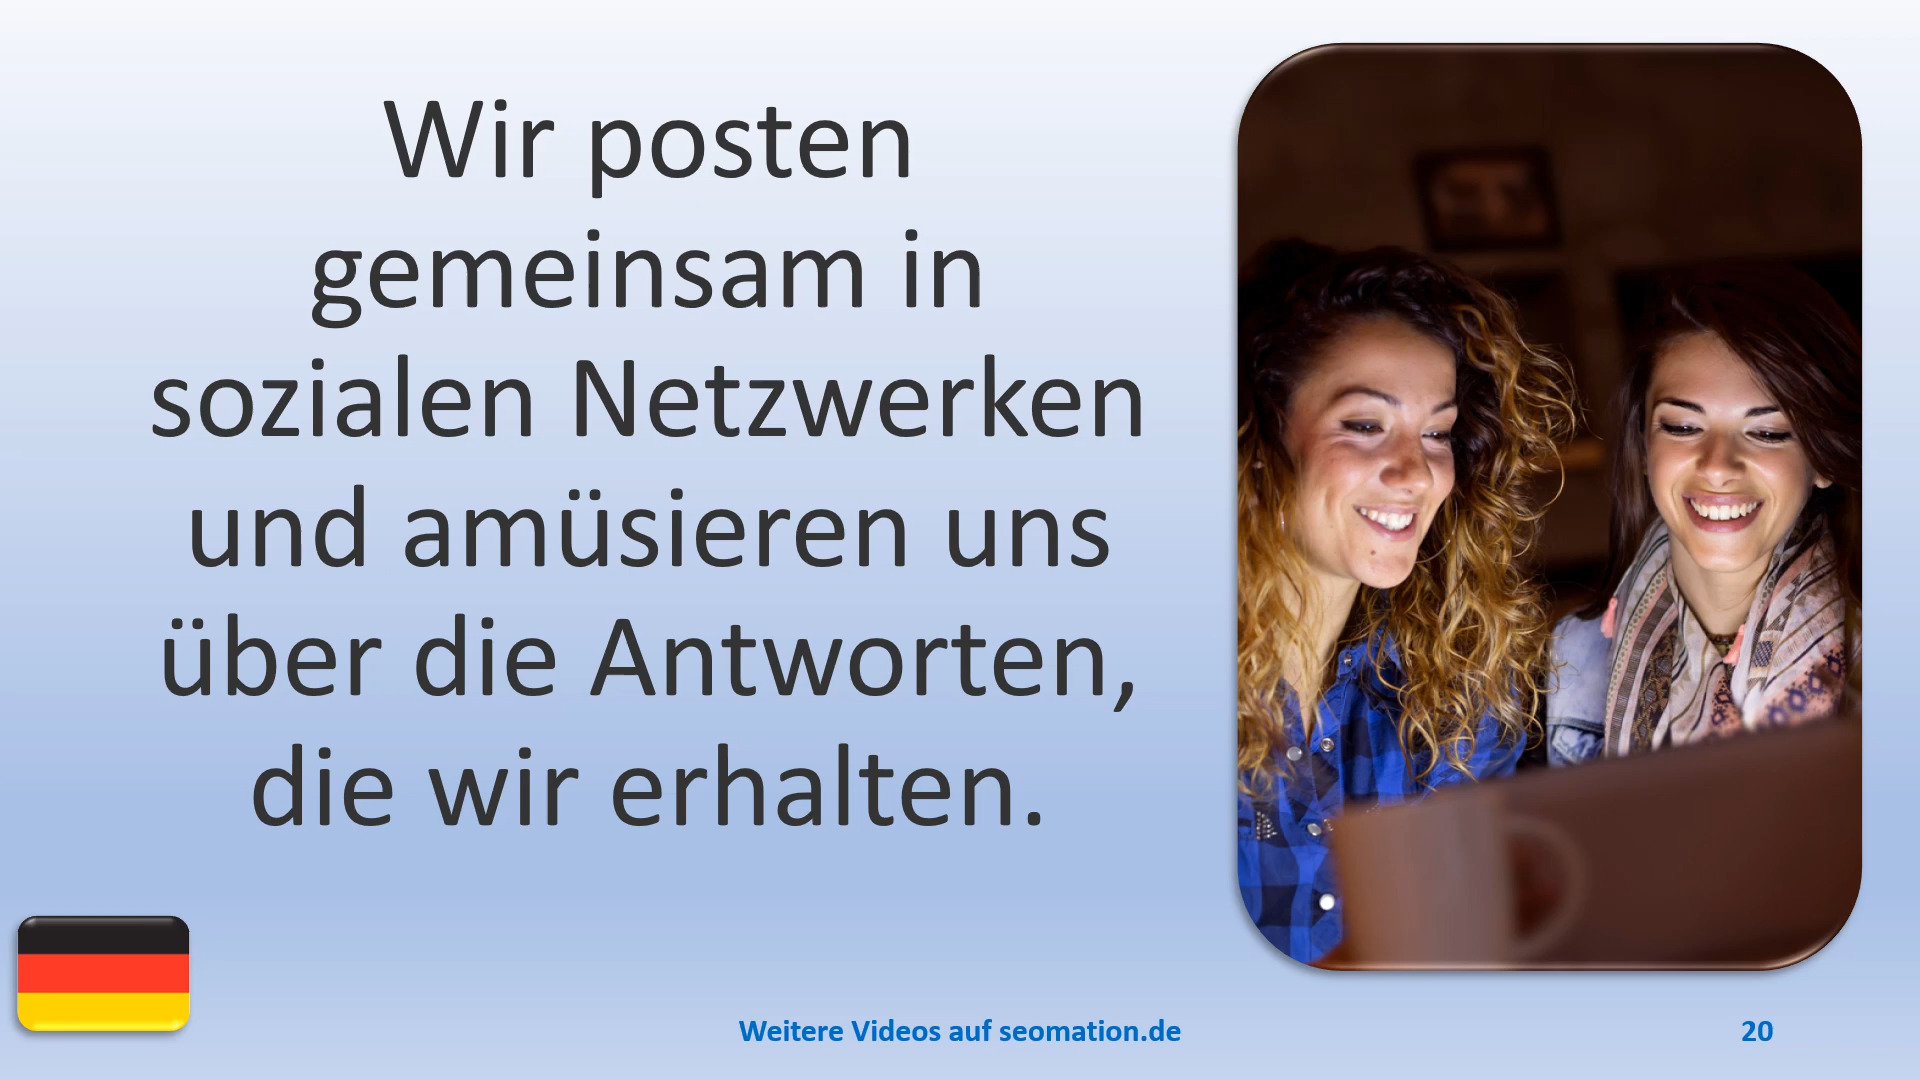 Wir posten
gemeinsam in
sozialen Netzwerken
und amüsieren uns
über die Antworten,
die wir erhalten.
Weitere Videos auf seomation.de
20